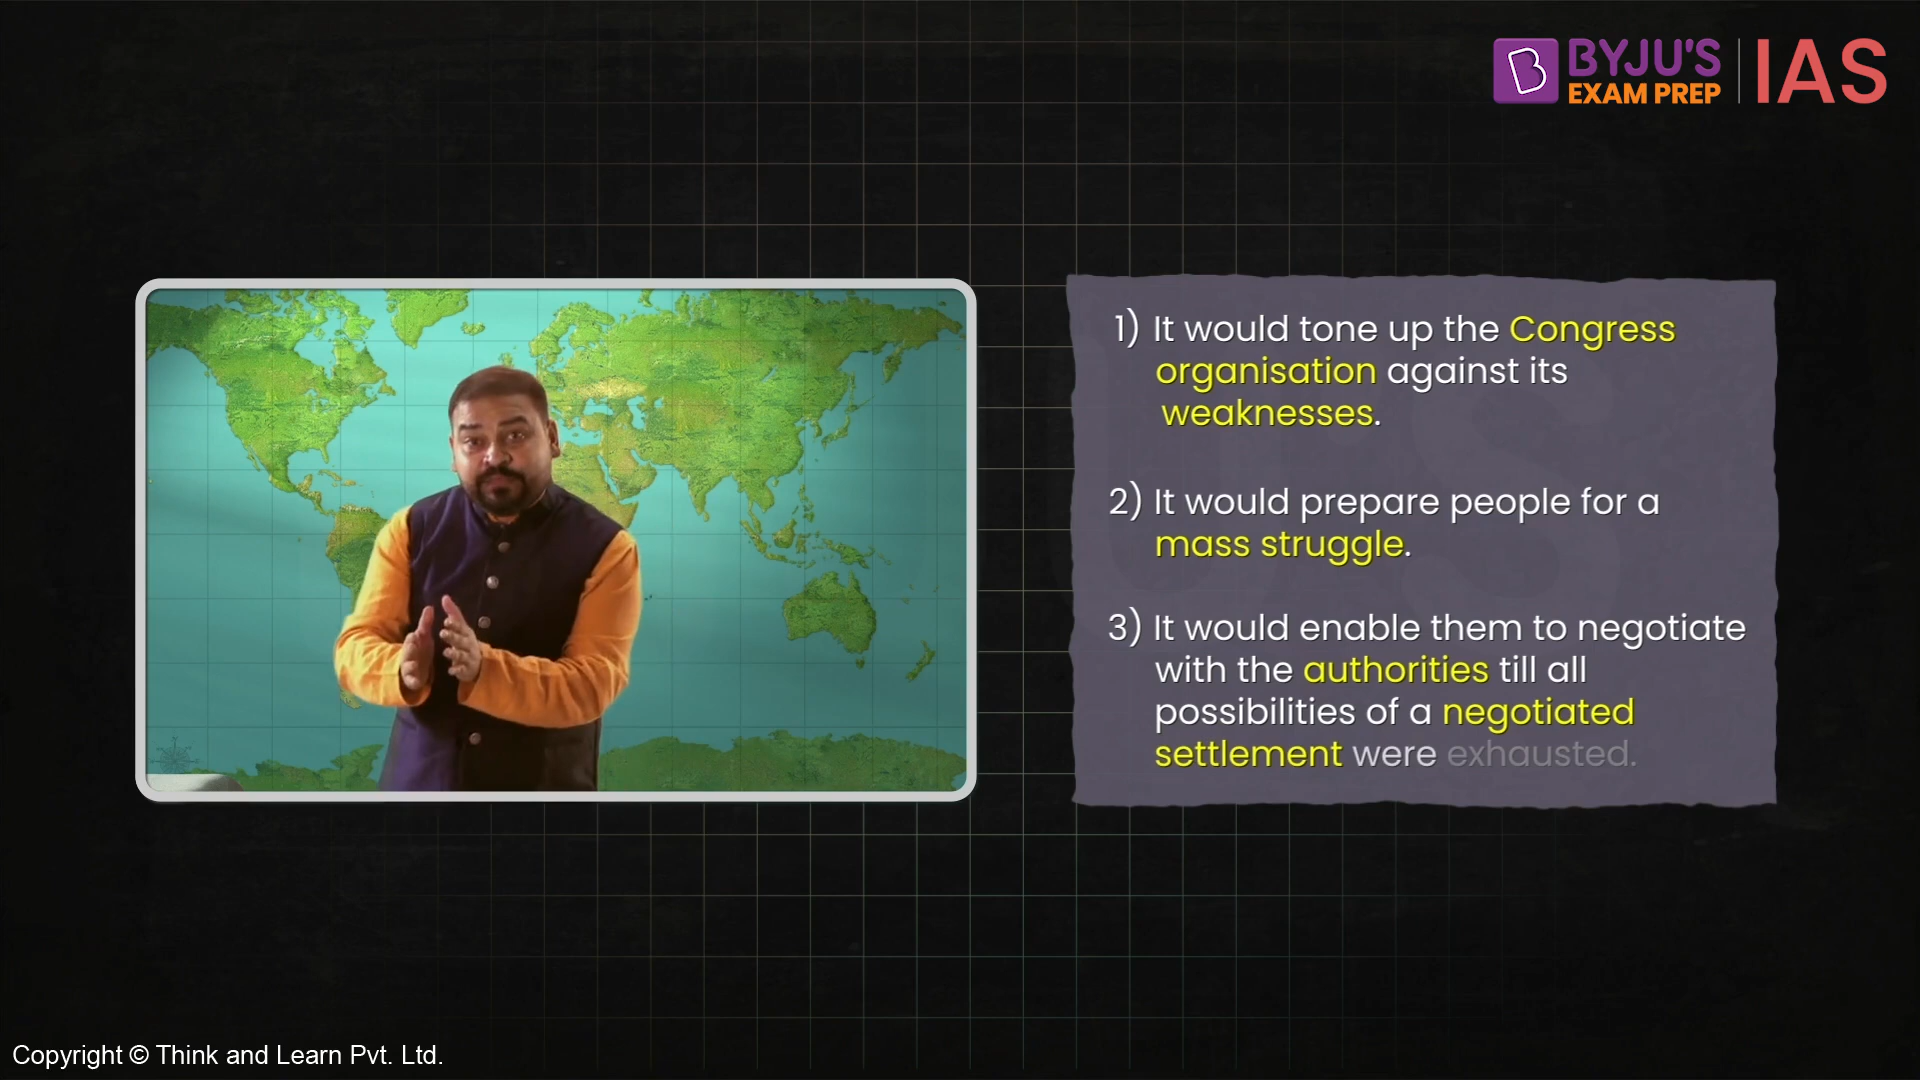 BYJU'S
EXAM PREP
IAS
1) It would tone up the Congress
organisation against its
weaknesses.
2) It would prepare people for a
mass struggle.
3) It would enable them to negotiate
with the authorities till all
possibilities of a negotiated
settlement were exhausted.
Copyright © Think and Learn Pvt. Ltd.